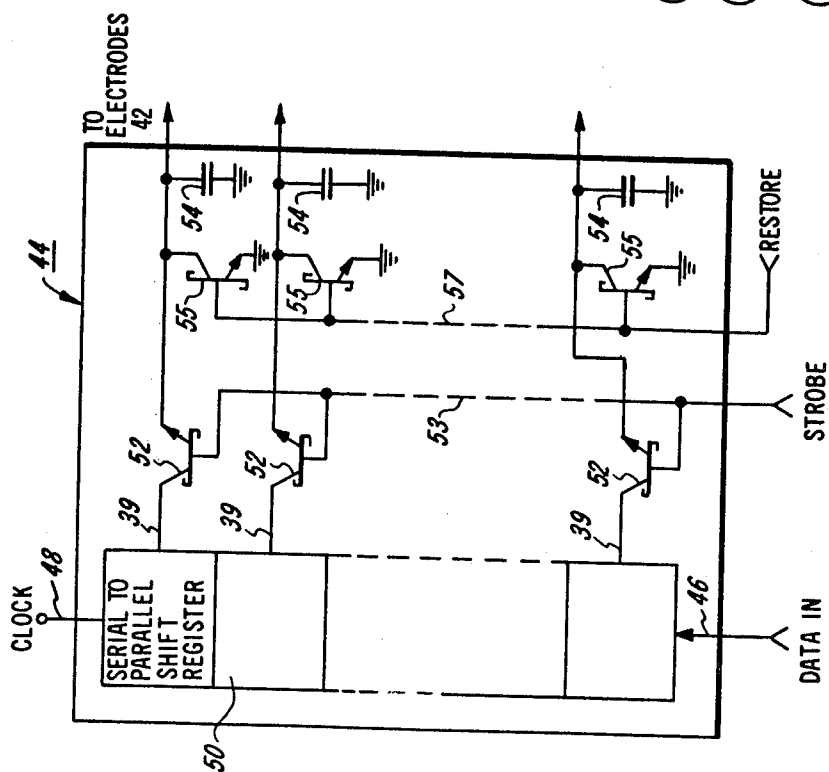 TO
ELECTRODES
42
44
CLOCK
48
SERIAL TO
PARALLEL
SHIFT
REGISTER
50
39
39
39
52
52
52
53
54
54
54
55
55
55
57
46
DATA IN
STROBE
RESTORE